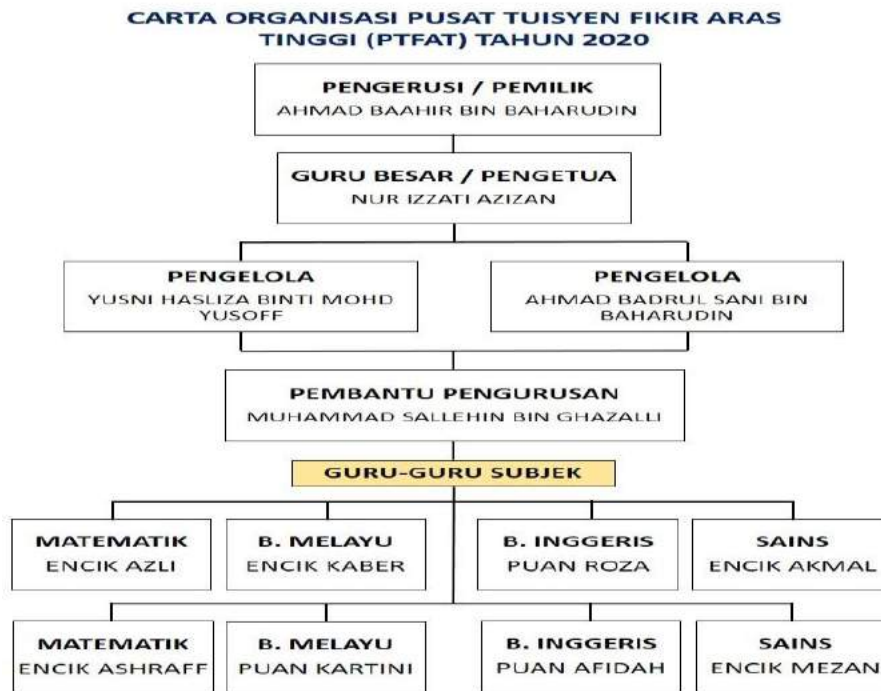 CARTA ORGANISASI PUSAT TUISYEN FIKIR ARAS
TINGGI (PTFAT) TAHUN 2020
PENGERUSI / PEMILIK
AHMAD BAAHIR BIN BAHARUDIN
GURU BESAR / PENGETUA
NUR IZZATI AZIZAN
PENGELOLA
YUSNI HASLIZA BINTI MOHD
YUSOFF
PENGELOLA
AHMAD BADRUL SANI BIN
BAHARUDIN
PEMBANTU PENGURUSAN
MUHAMMAD SALLEHIN BIN GHAZALLI
GURU-GURU SUBJEK
MATEMATIK
ENCIK AZLI
B. MELAYU
ENCIK KABER
B. INGGERIS
PUAN ROZA
SAINS
ENCIK AKMAL
MATEMATIK
ENCIK ASHRAFF
B. MELAYU
PUAN KARTINI
B. INGGERIS
PUAN AFIDAH
SAINS
ENCIK MEZAN